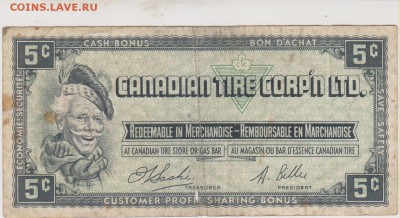 COINS.LAVE.RU
5¢ CASH BONUS BON D'ACHAT 5¢
CTC
CANADIAN TIRE CORP'N LTD.
ECONOMIE-SÉCURITÉ
SAVE SAFELY
REDEEMABLE IN MERCHANDISE - REMBOURSABLE EN MARCHANDISE
AT CANADIAN TIRE STORE OR GAS BAR AU MAGASIN OU BAR D'ESSENCE CANADIAN TIRE
TREASURER PRESIDENT
5¢ 5¢
CUSTOMER PROFIT SHARING BONUS